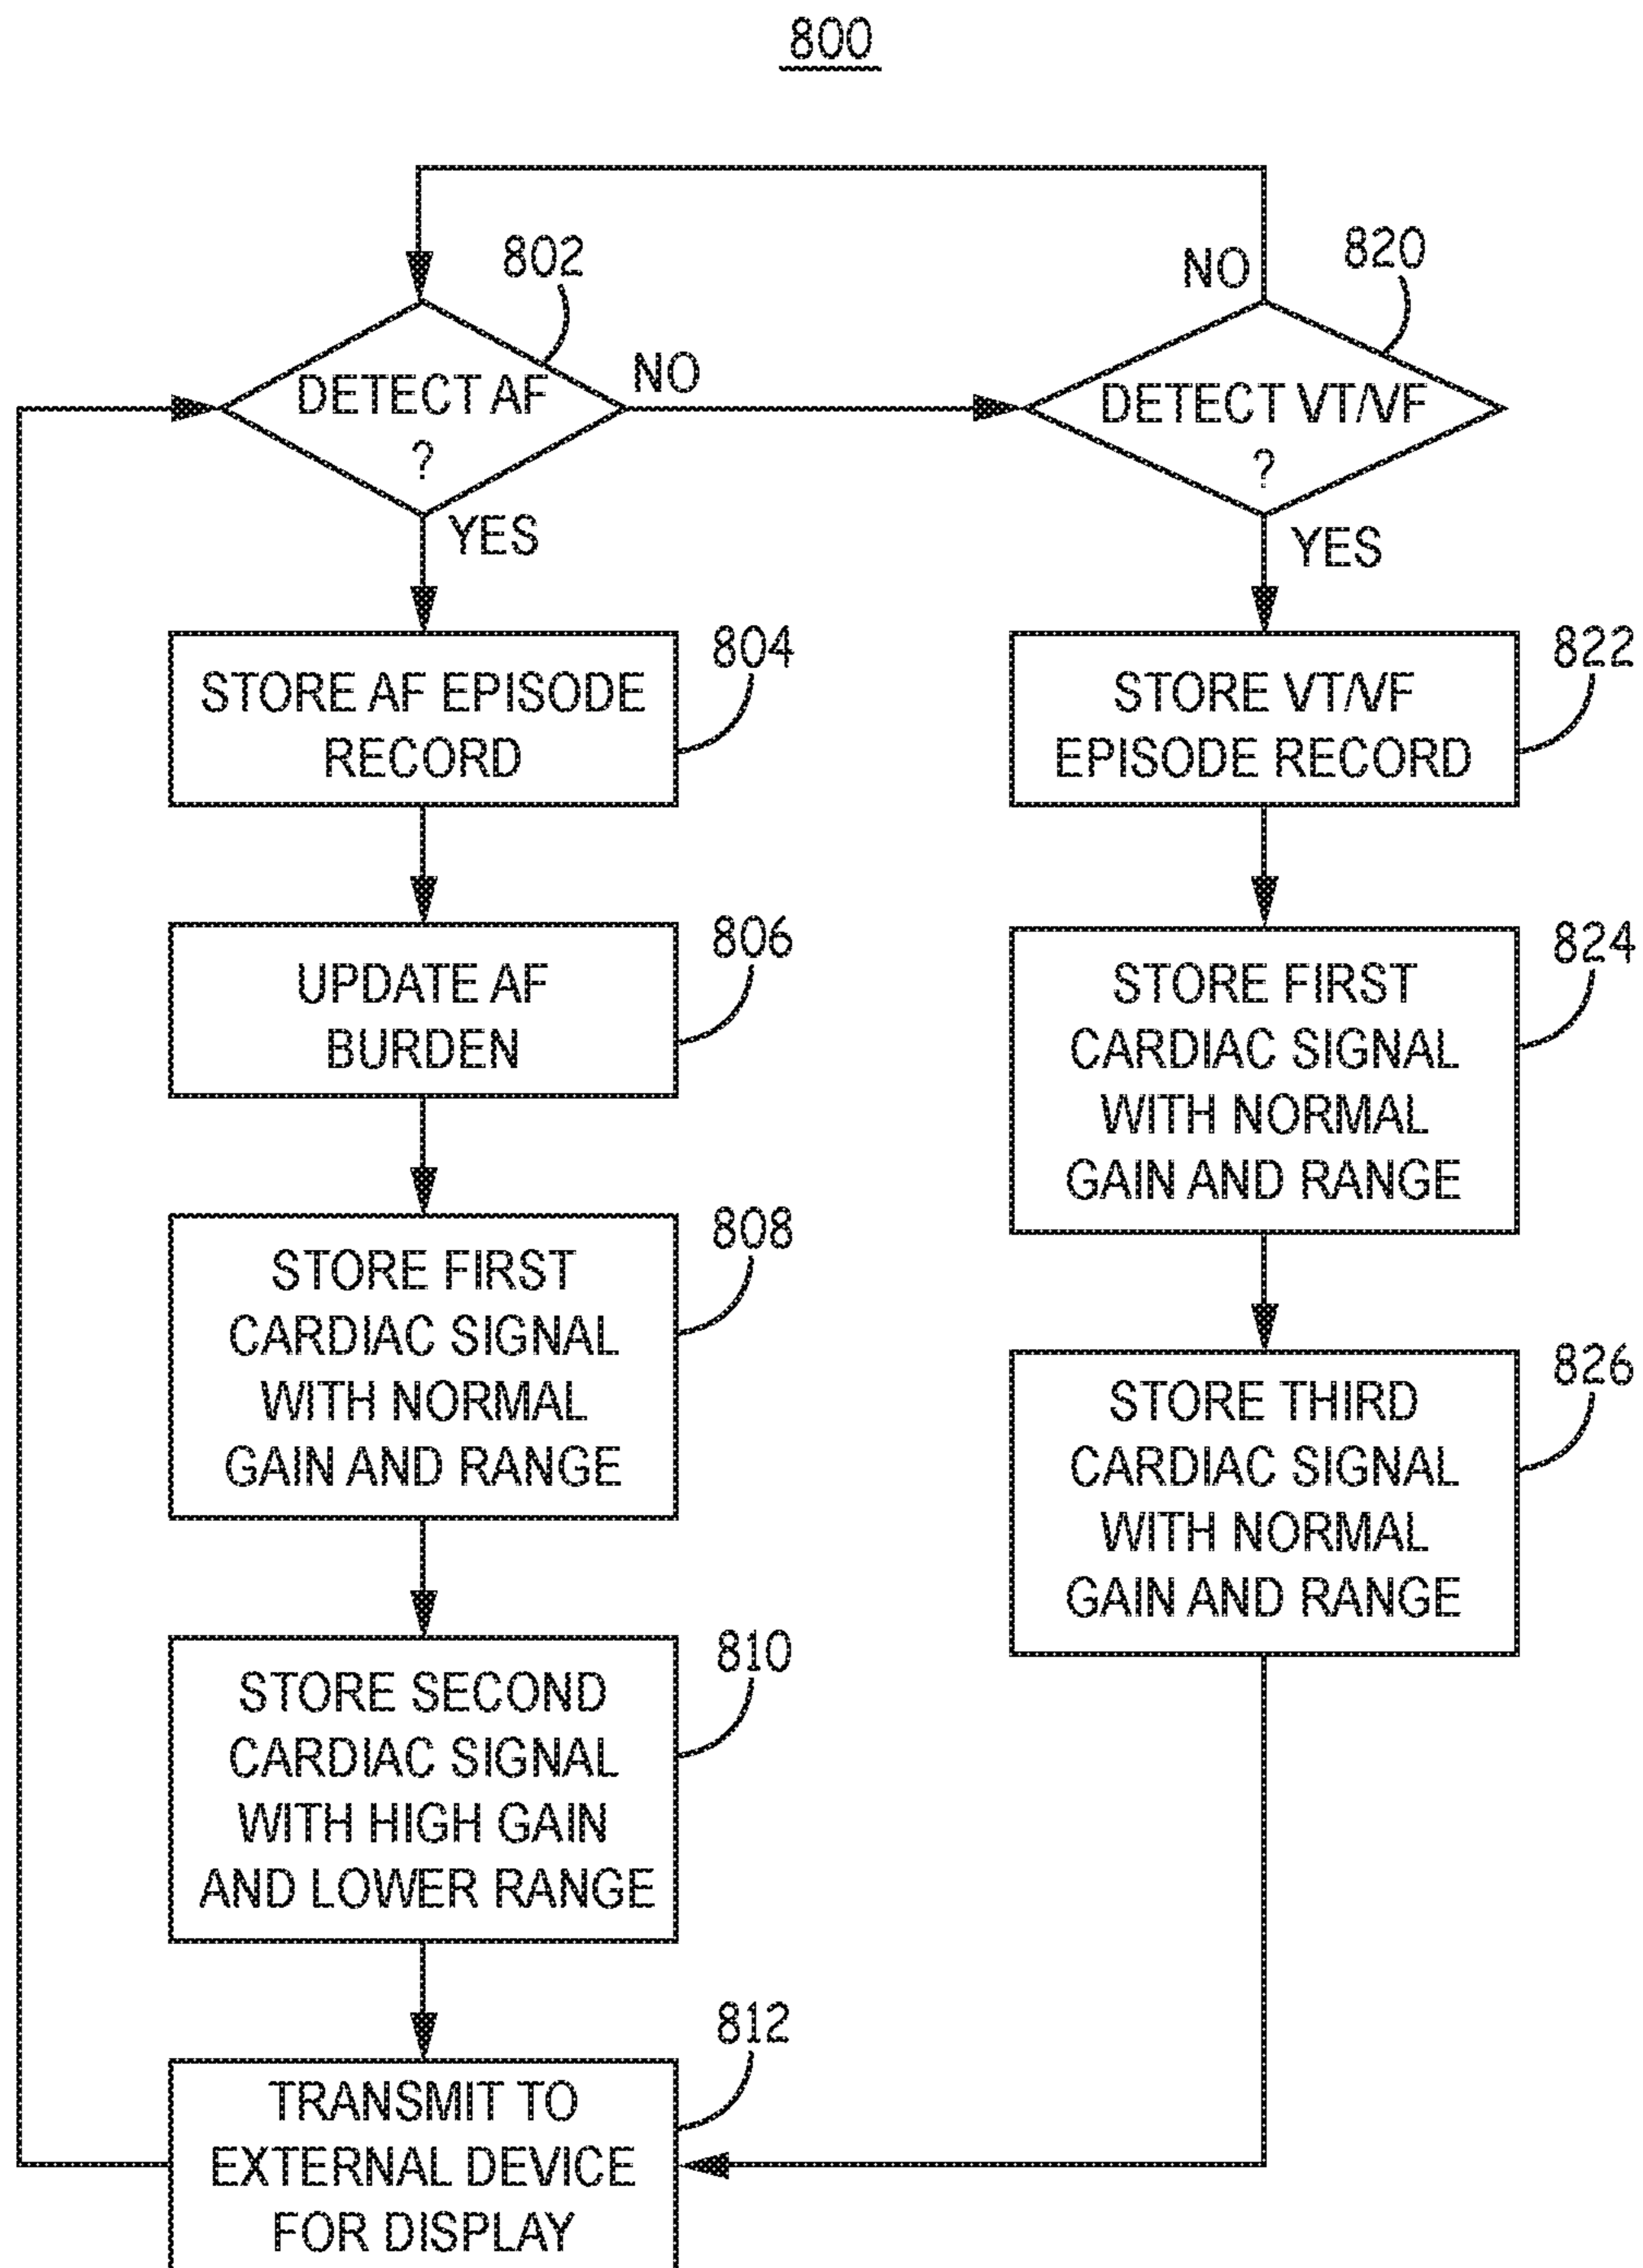 800
802
DETECT AF
?
NO
YES
820
NO
DETECT VT/VF
?
YES
804
STORE AF EPISODE
RECORD
806
UPDATE AF
BURDEN
808
STORE FIRST
CARDIAC SIGNAL
WITH NORMAL
GAIN AND RANGE
810
STORE SECOND
CARDIAC SIGNAL
WITH HIGH GAIN
AND LOWER RANGE
812
TRANSMIT TO
EXTERNAL DEVICE
FOR DISPLAY
822
STORE VT/VF
EPISODE RECORD
824
STORE FIRST
CARDIAC SIGNAL
WITH NORMAL
GAIN AND RANGE
826
STORE THIRD
CARDIAC SIGNAL
WITH NORMAL
GAIN AND RANGE